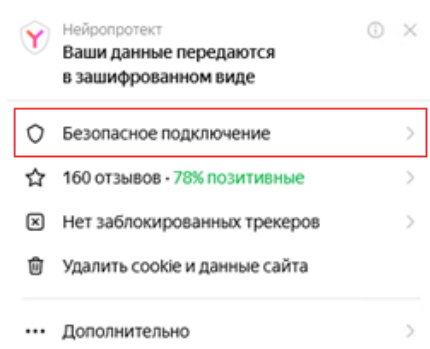 Нейропротект
Ваши данные передаются
в зашифрованном виде
Безопасное подключение
160 отзывов · 78% позитивные
Нет заблокированных трекеров
Удалить cookie и данные сайта
Дополнительно